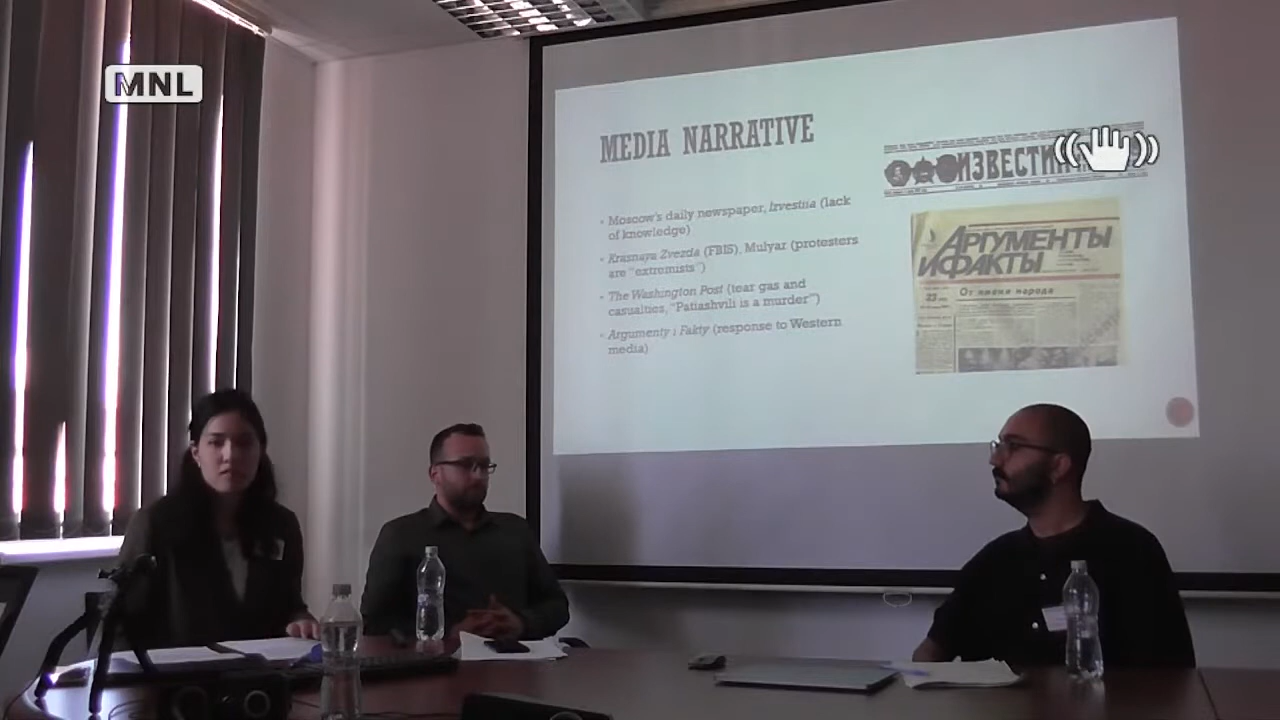 MNL
MEDIA NARRATIVE
• Moscow's daily newspaper, Izvestiia (lack
of knowledge)
• Krasnaya Zvezda (FBIS), Mulyar (protesters
are "extremists")
• The Washington Post (tear gas and
casualties, "Patiashvili is a murder")
• Argumenty i Fakty (response to Western
media)
ИЗВЕСТИЯ
АРГУМЕНТЫ
И ФАКТЫ
От имени народа